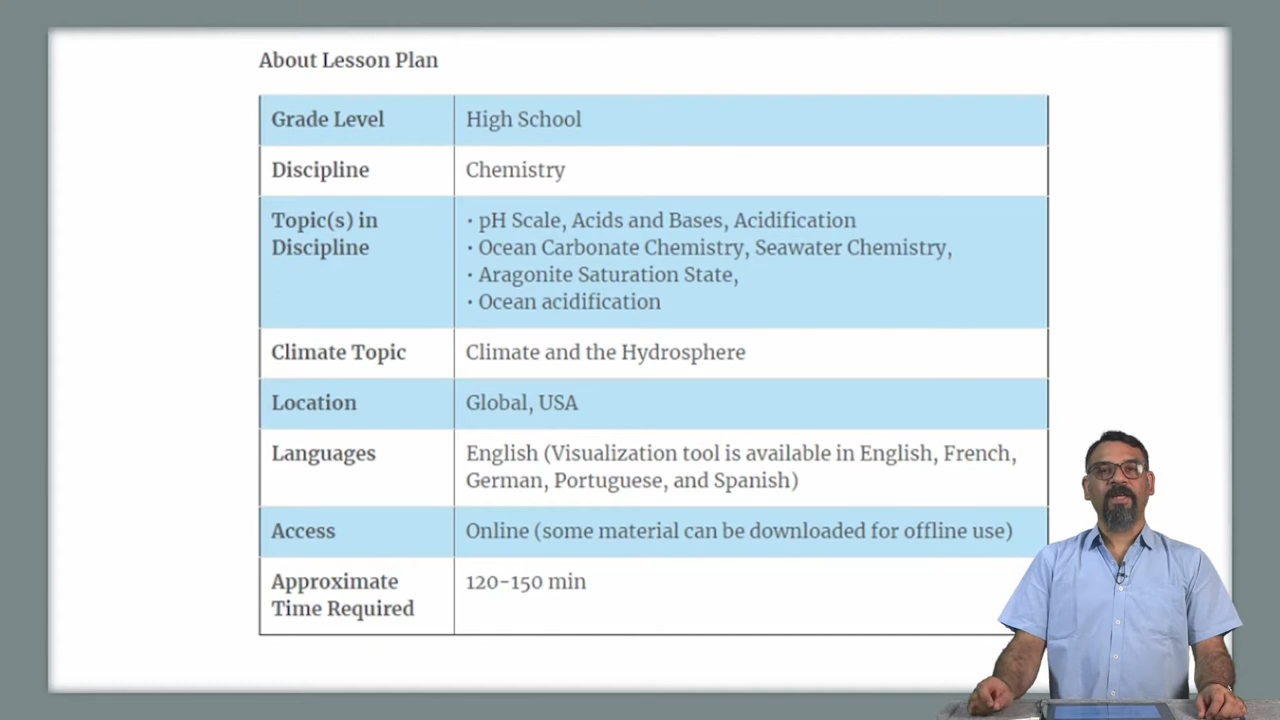 About Lesson Plan
Grade Level
High School
Discipline
Chemistry
Topic(s) in
Discipline
· pH Scale, Acids and Bases, Acidification
· Ocean Carbonate Chemistry, Seawater Chemistry,
· Aragonite Saturation State,
· Ocean acidification
Climate Topic
Climate and the Hydrosphere
Location
Global, USA
Languages
English (Visualization tool is available in English, French,
German, Portuguese, and Spanish)
Access
Online (some material can be downloaded for offline use)
Approximate
Time Required
120-150 min